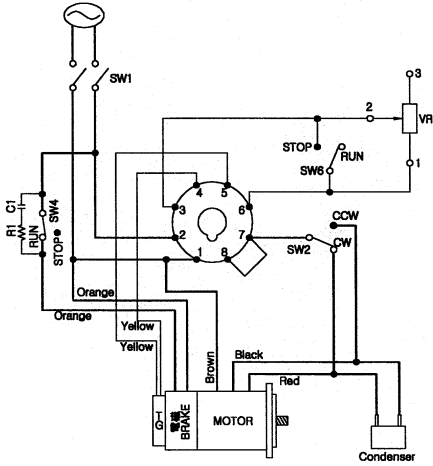 SW1
3
2
VR
STOP
RUN
SW6
1
4
5
3
6
2
7
1
8
C1
R1
SW4
RUN
STOP
CCW
SW2
CW
Orange
Orange
Yellow
Yellow
Brown
Black
Red
TG
電磁
BRAKE
MOTOR
Condenser